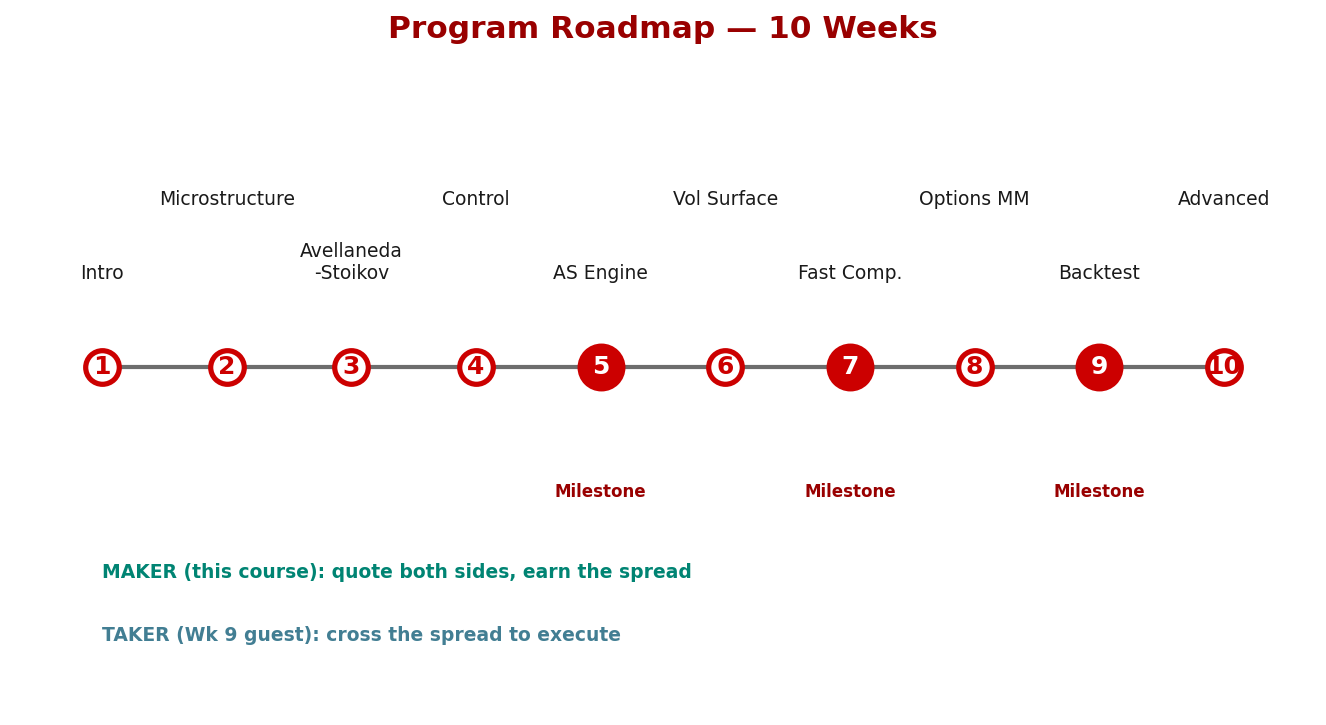 Program Roadmap — 10 Weeks
Microstructure
Control
Vol Surface
Options MM
Advanced
Intro
Avellaneda
-Stoikov
AS Engine
Fast Comp.
Backtest
1
2
3
4
5
6
7
8
9
10
Milestone
Milestone
Milestone
MAKER (this course): quote both sides, earn the spread
TAKER (Wk 9 guest): cross the spread to execute